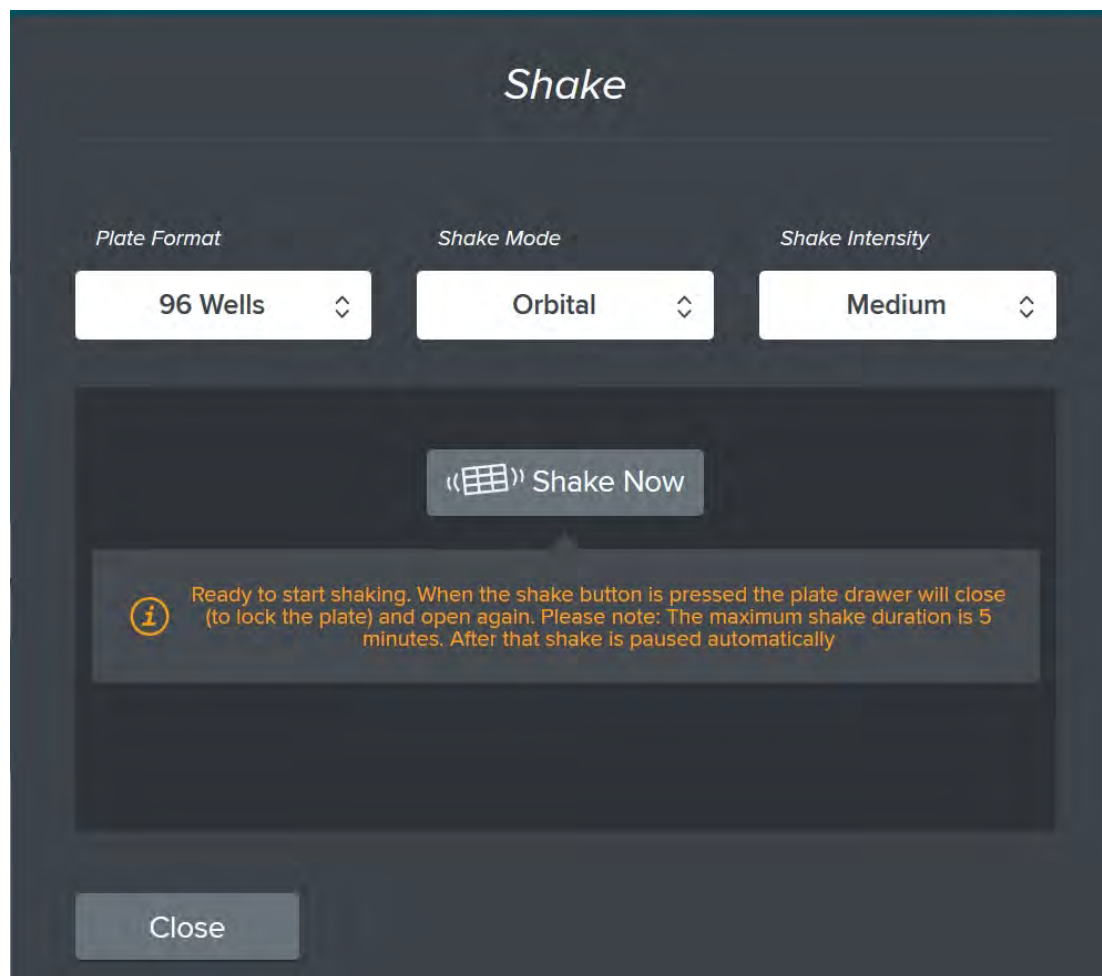 Shake
Plate Format
Shake Mode
Shake Intensity
96 Wells
Orbital
Medium
Shake Now
Ready to start shaking. When the shake button is pressed the plate drawer will close
(to lock the plate) and open again. Please note: The maximum shake duration is 5
minutes. After that shake is paused automatically
Close